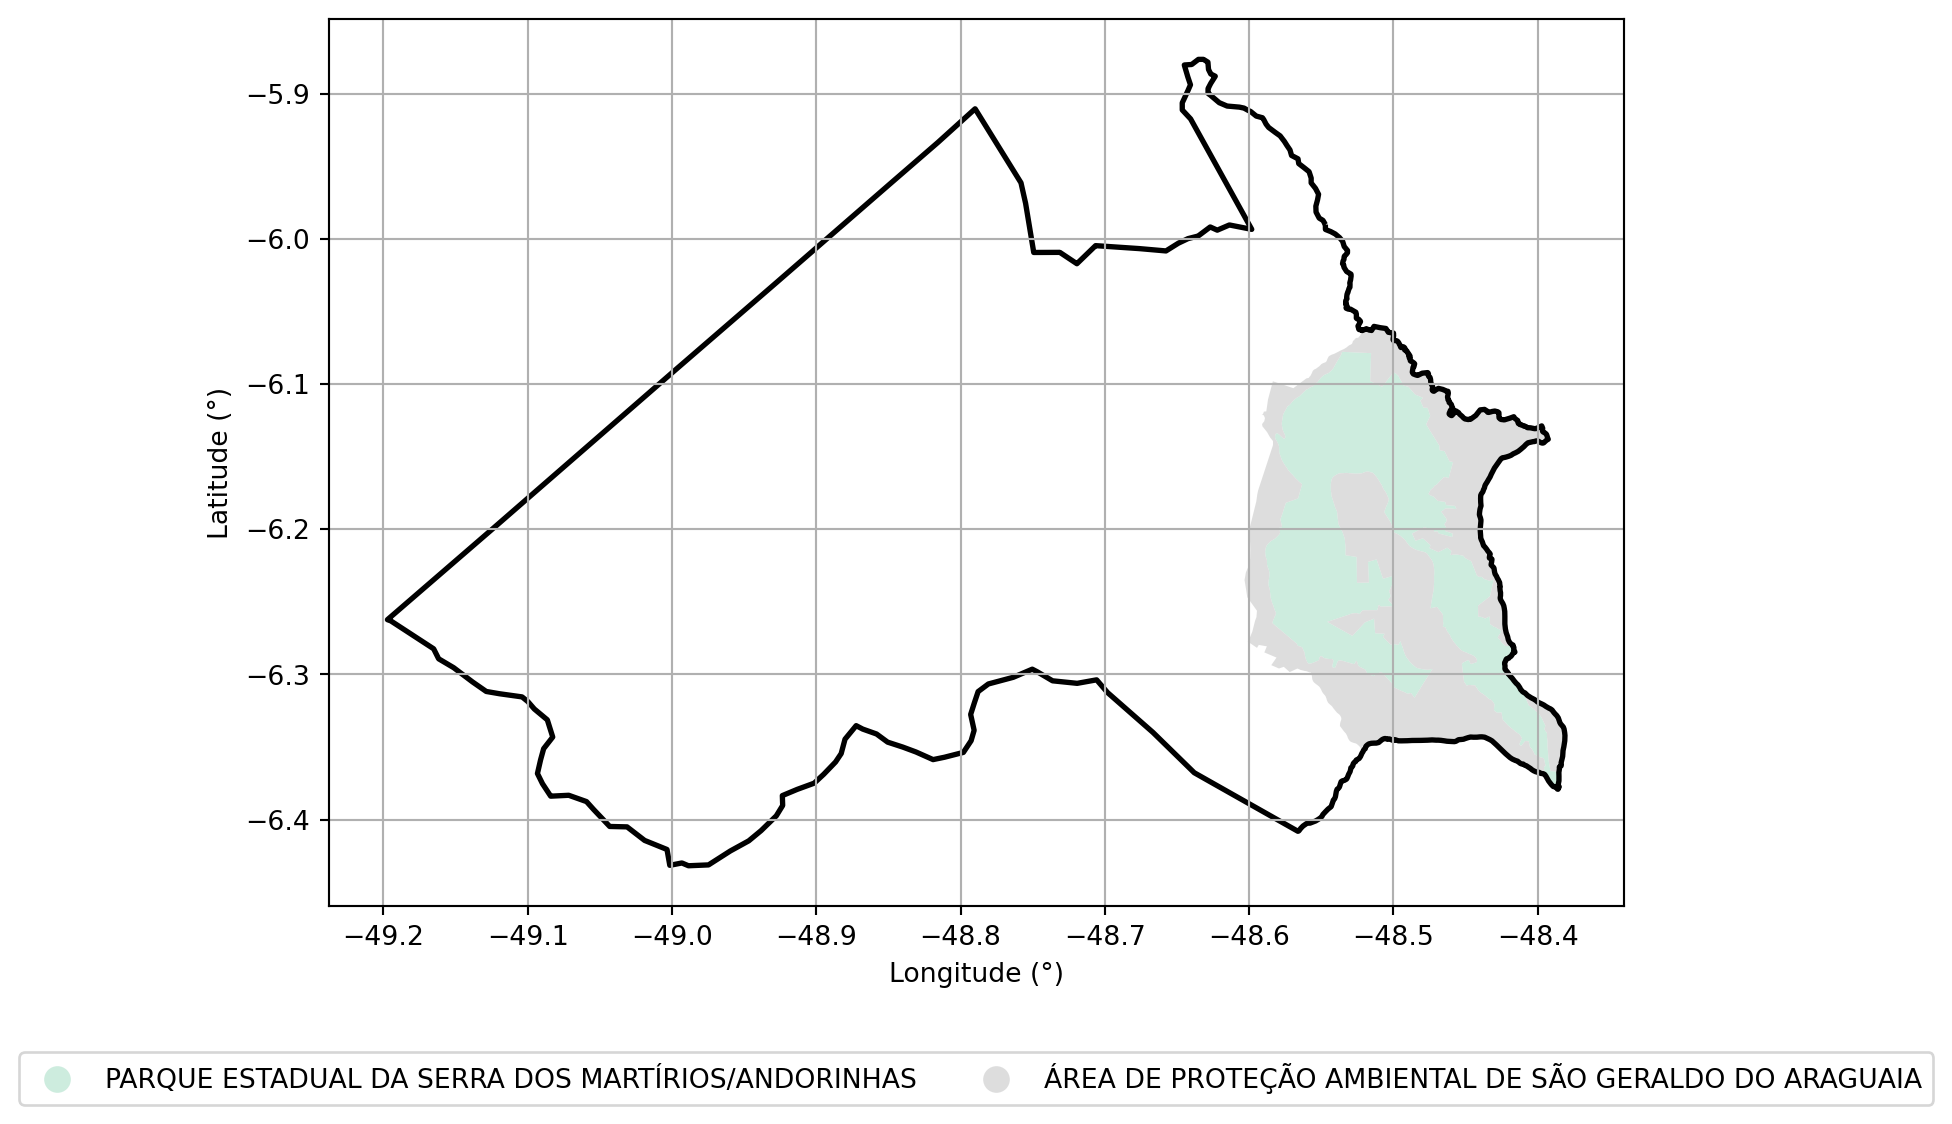 −5.9
−6.0
−6.1
−6.2
−6.3
−6.4
Latitude (°)
−49.2 −49.1 −49.0 −48.9 −48.8 −48.7 −48.6 −48.5 −48.4
Longitude (°)
PARQUE ESTADUAL DA SERRA DOS MARTÍRIOS/ANDORINHAS ÁREA DE PROTEÇÃO AMBIENTAL DE SÃO GERALDO DO ARAGUAIA